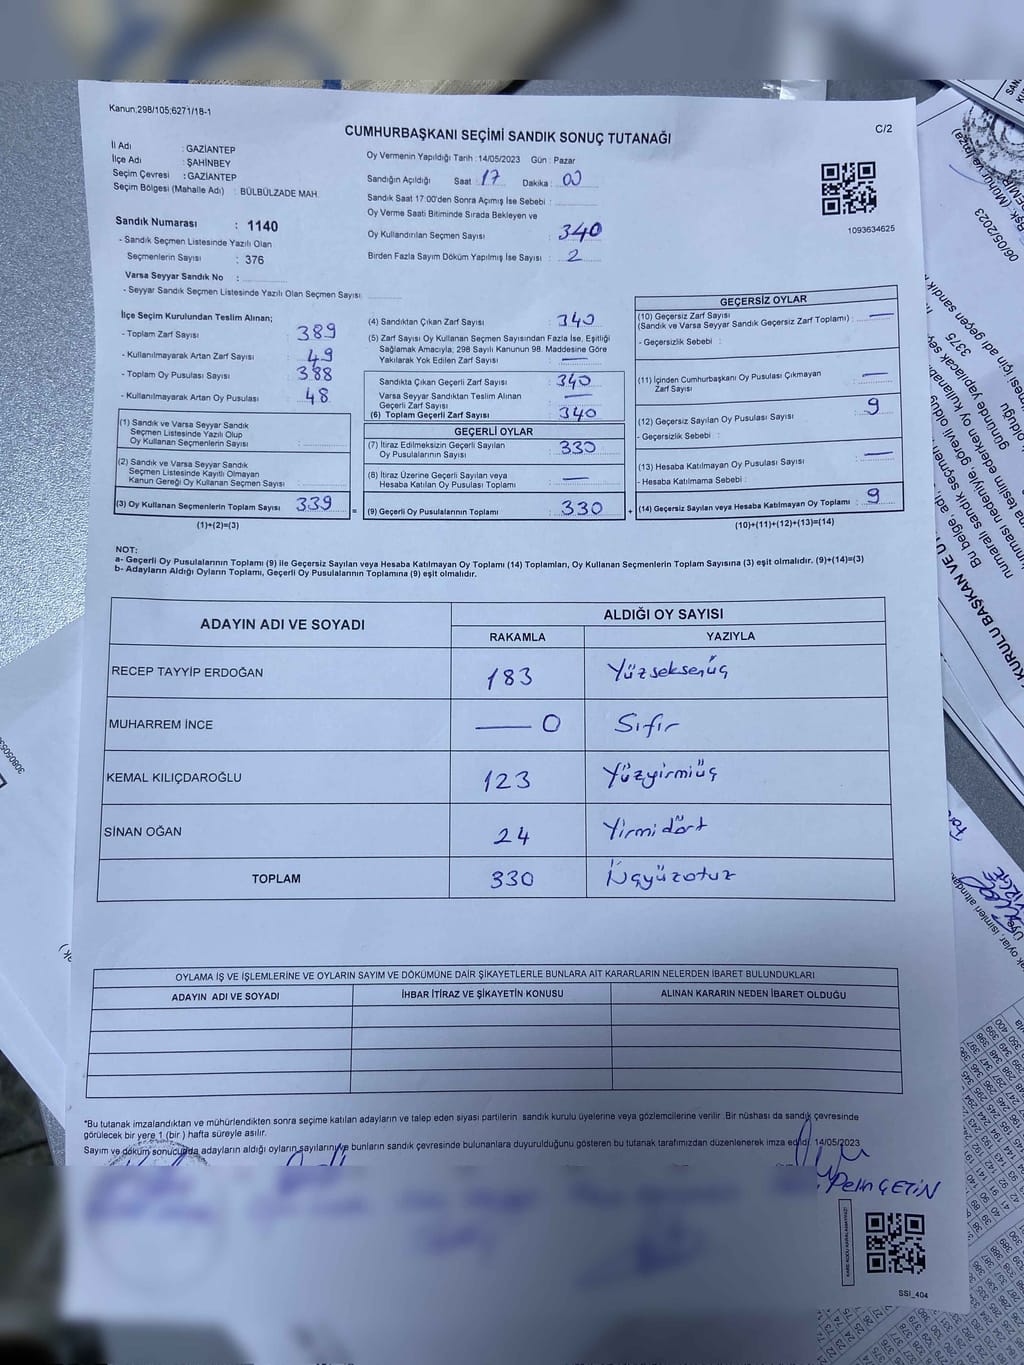 Kanun,298/105;6271/18-1
CUMHURBAŞKANI SEÇİMİ SANDIK SONUÇ TUTANAĞI
C/2
İl Adı : GAZİANTEP
İlçe Adı : ŞAHİNBEY
Seçim Çevresi : GAZİANTEP
Seçim Bölgesi (Mahalle Adı) : BÜLBÜLZADE MAH.
Sandık Numarası : 1140
- Sandık Seçmen Listesinde Yazılı Olan
Seçmenlerin Sayısı : 376
Varsa Seyyar Sandık No :
- Seyyar Sandık Seçmen Listesinde Yazılı Olan Seçmen Sayısı
Oy Vermenin Yapıldığı Tarih : 14/05/2023 Gün : Pazar
Sandığın Açıldığı Saat : 17 Dakika : 00
Sandık Saat 17:00'den Sonra Açımış İse Sebebi :
Oy Verme Saati Bitiminde Sırada Bekleyen ve
Oy Kullandırılan Seçmen Sayısı : 340
Birden Fazla Sayım Döküm Yapılmış İse Sayısı : 2
1093634625
İlçe Seçim Kurulundan Teslim Alınan;
- Toplam Zarf Sayısı : 389
- Kullanılmayarak Artan Zarf Sayısı : 49
- Toplam Oy Pusulası Sayısı : 388
- Kullanılmayarak Artan Oy Pusulası : 48
(1) Sandık ve Varsa Seyyar Sandık
Seçmen Listesinde Yazılı Olup
Oy Kullanan Seçmenlerin Sayısı :
(2) Sandık ve Varsa Seyyar Sandık
Seçmen Listesinde Kayıtlı Olmayan
Kanun Gereği Oy Kullanan Seçmen Sayısı :
(3) Oy Kullanan Seçmenlerin Toplam Sayısı : 339 =
(1)+(2)=(3)
(4) Sandıktan Çıkan Zarf Sayısı : 340
(5) Zarf Sayısı Oy Kullanan Seçmen Sayısından Fazla İse, Eşitliği
Sağlamak Amacıyla, 298 Sayılı Kanunun 98. Maddesine Göre
Yakılarak Yok Edilen Zarf Sayısı : —
Sandıkta Çıkan Geçerli Zarf Sayısı : 340
Varsa Seyyar Sandıktan Teslim Alınan
Geçerli Zarf Sayısı : —
(6) Toplam Geçerli Zarf Sayısı : 340
GEÇERLİ OYLAR
(7) İtiraz Edilmeksizin Geçerli Sayılan
Oy Pusulalarının Sayısı : 330
(8) İtiraz Üzerine Geçerli Sayılan veya
Hesaba Katılan Oy Pusulası Toplamı : —
(9) Geçerli Oy Pusulalarının Toplamı : 330 +
GEÇERSİZ OYLAR
(10) Geçersiz Zarf Sayısı
(Sandık ve Varsa Seyyar Sandık Geçersiz Zarf Toplamı) : —
- Geçersizlik Sebebi :
(11) İçinden Cumhurbaşkanı Oy Pusulası Çıkmayan
Zarf Sayısı : —
(12) Geçersiz Sayılan Oy Pusulası Sayısı : 9
- Geçersizlik Sebebi :
(13) Hesaba Katılmayan Oy Pusulası Sayısı : —
- Hesaba Katılmama Sebebi :
(14) Geçersiz Sayılan veya Hesaba Katılmayan Oy Toplamı : 9
(10)+(11)+(12)+(13)=(14)
NOT:
a- Geçerli Oy Pusulalarının Toplamı (9) ile Geçersiz Sayılan veya Hesaba Katılmayan Oy Toplamı (14) Toplamları, Oy Kullanan Seçmenlerin Toplam Sayısına (3) eşit olmalıdır. (9)+(14)=(3)
b- Adayların Aldığı Oyların Toplamı, Geçerli Oy Pusulalarının Toplamına (9) eşit olmalıdır.
ADAYIN ADI VE SOYADI ALDIĞI OY SAYISI
RAKAMLA YAZIYLA
RECEP TAYYİP ERDOĞAN 183 Yüzseksenüç
MUHARREM İNCE — 0 Sıfır
KEMAL KILIÇDAROĞLU 123 Yüzyirmiüç
SİNAN OĞAN 24 Yirmidört
TOPLAM 330 Üçyüzotuz
OYLAMA İŞ VE İŞLEMLERİNE VE OYLARIN SAYIM VE DÖKÜMÜNE DAİR ŞİKAYETLERLE BUNLARA AİT KARARLARIN NELERDEN İBARET BULUNDUKLARI
ADAYIN ADI VE SOYADI İHBAR İTİRAZ VE ŞİKAYETİN KONUSU ALINAN KARARIN NEDEN İBARET OLDUĞU
*Bu tutanak imzalandıktan ve mühürlendikten sonra seçime katılan adayların ve talep eden siyasi partilerin sandık kurulu üyelerine veya gözlemcilerine verilir. Bir nüshası da sandık çevresinde
görülecek bir yere 1 (bir ) hafta süreyle asılır.
Sayım ve döküm sonucunda adayların aldığı oyların sayılarını ve bunların sandık çevresinde bulunanlara duyurulduğunu gösteren bu tutanak tarafımızdan düzenlenerek imza edildi. 14/05/2023
Pelin ÇETİN
SSI_404
06/05/2023
3375